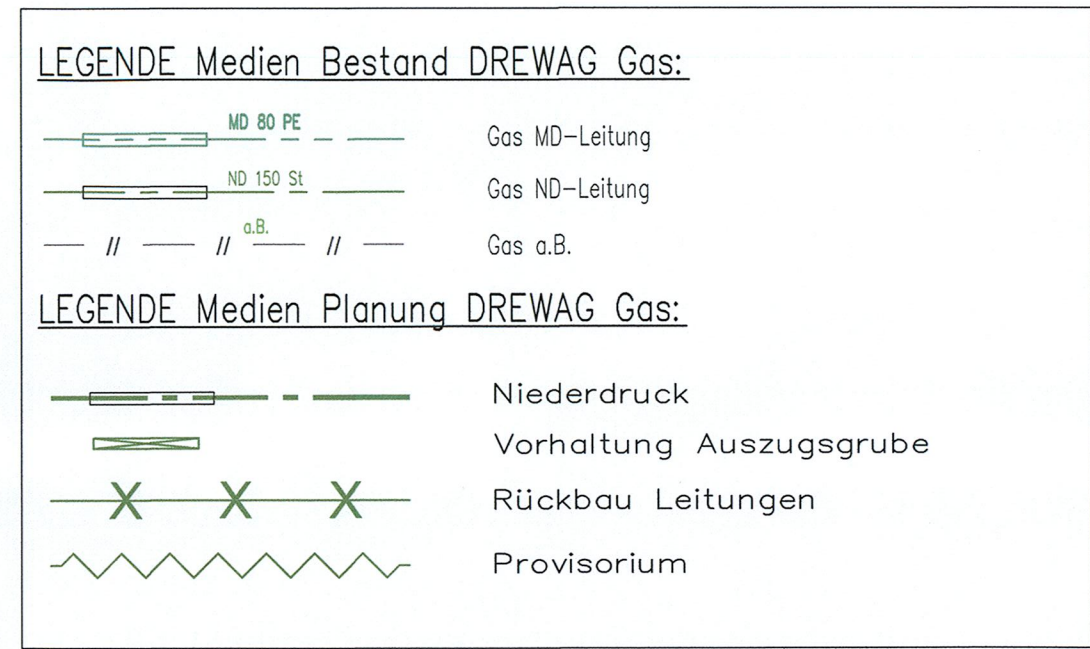 LEGENDE Medien Bestand DREWAG Gas:
MD 80 PE Gas MD-Leitung
ND 150 St Gas ND-Leitung
a.B. Gas a.B.
LEGENDE Medien Planung DREWAG Gas:
Niederdruck
Vorhaltung Auszugsgrube
Rückbau Leitungen
Provisorium